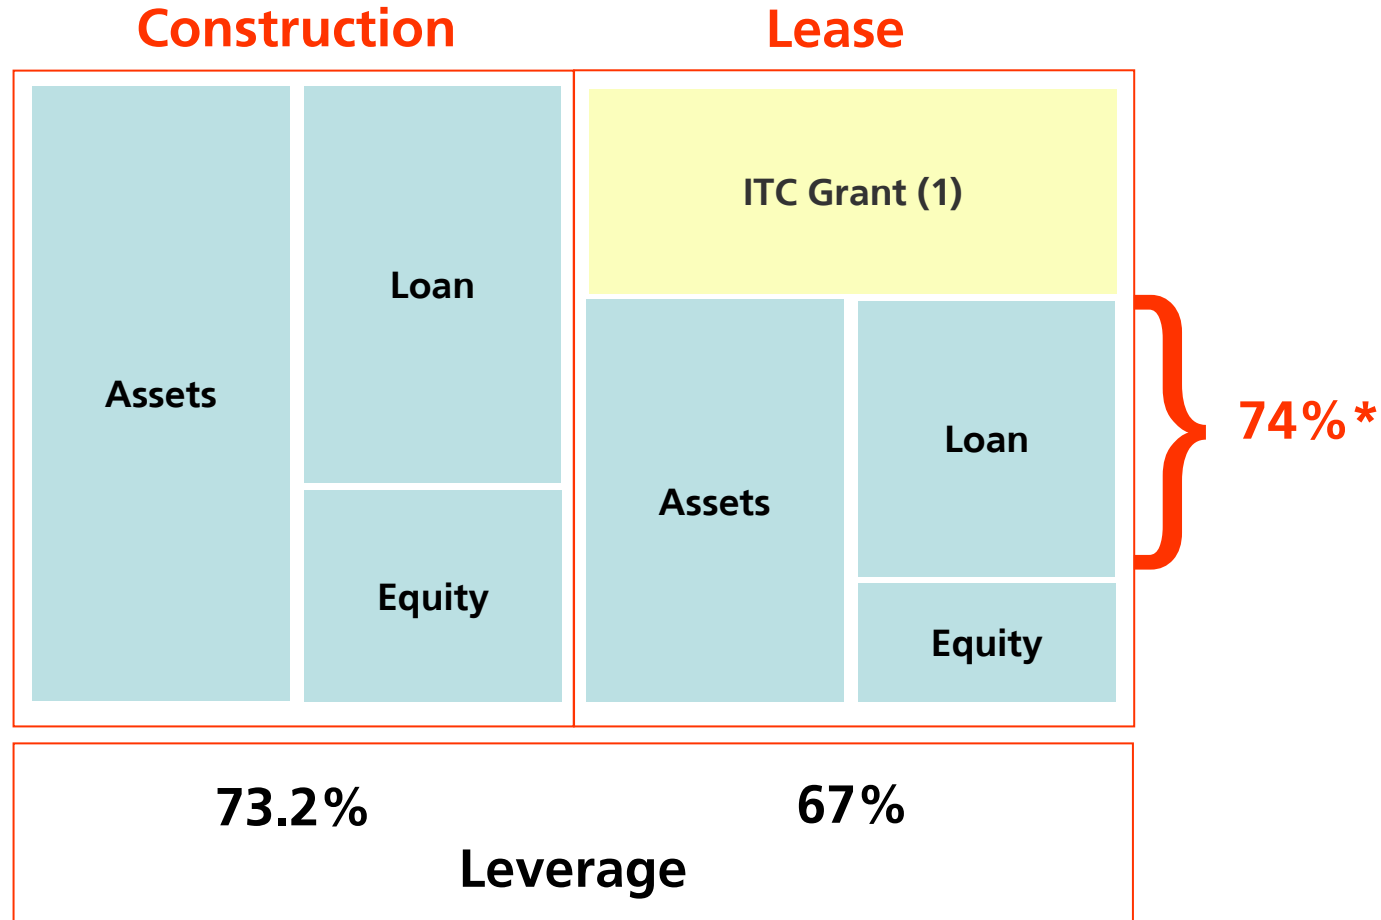 Construction
Lease
Assets
Loan
Equity
ITC Grant (1)
Assets
Loan
Equity
74%*
73.2%
67%
Leverage